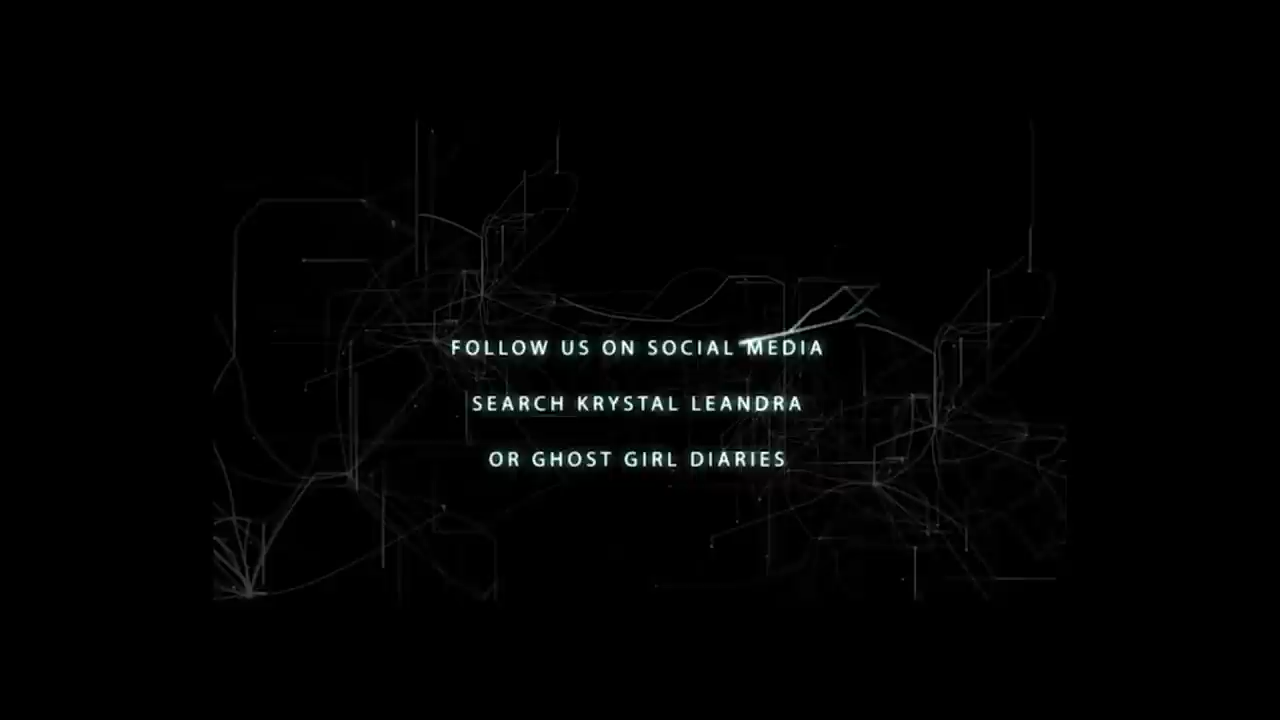 FOLLOW US ON SOCIAL MEDIA
SEARCH KRYSTAL LEANDRA
OR GHOST GIRL DIARIES